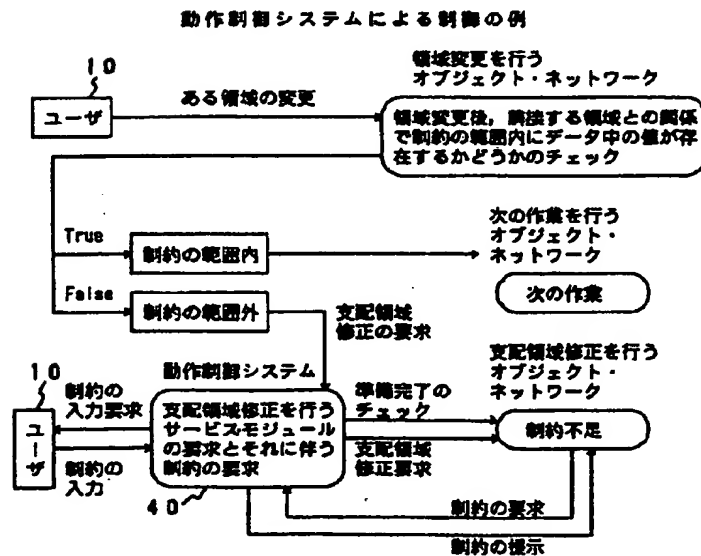 動作制御システムによる制御の例
10
ユーザ
ある領域の変更
領域変更を行う
オブジェクト・ネットワーク
領域変更後，隣接する領域との関係
で制約の範囲内にデータ中の値が存
在するかどうかのチェック
True
制約の範囲内
次の作業を行う
オブジェクト・
ネットワーク
次の作業
False
制約の範囲外
支配領域
修正の要求
10
ユーザ
制約の
入力要求
制約の
入力
動作制御システム
支配領域修正を行う
サービスモジュール
の要求とそれに伴う
制約の要求
40
準備完了の
チェック
支配領域
修正要求
支配領域修正を行う
オブジェクト・
ネットワーク
制約不足
制約の要求
制約の提示